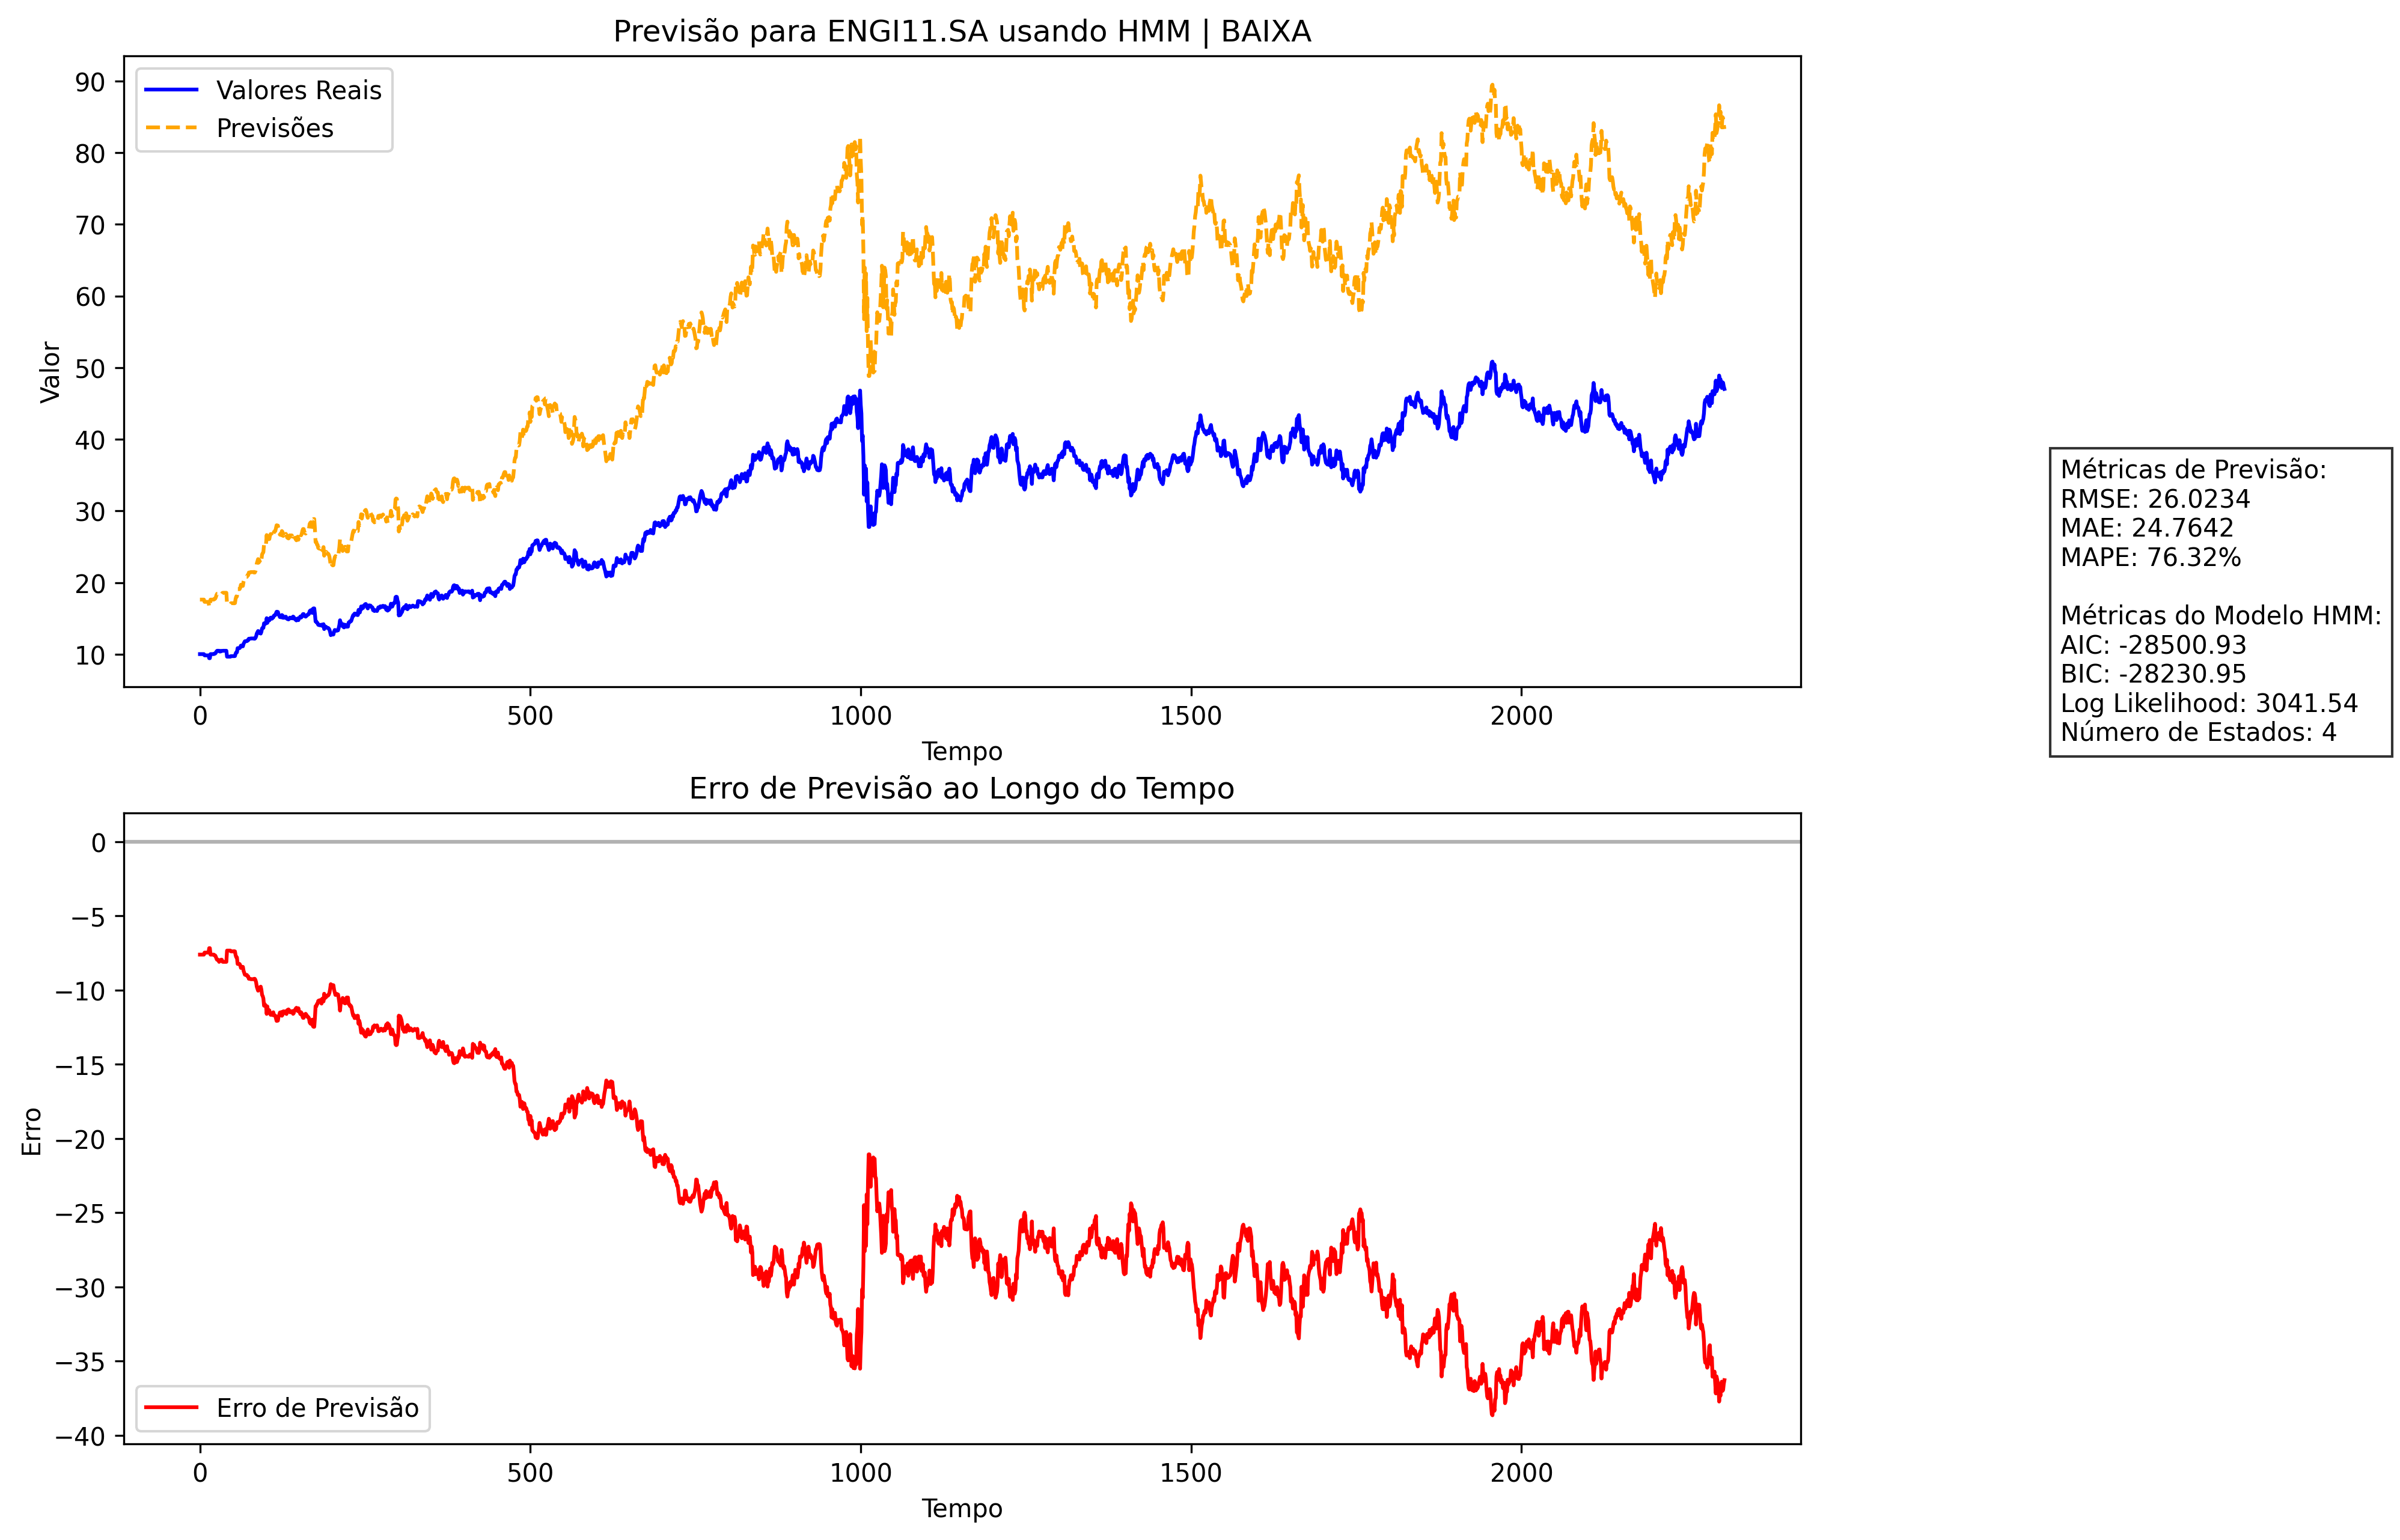 Previsão para ENGI11.SA usando HMM | BAIXA
Valores Reais
Previsões
90
80
70
60
50
40
30
20
10
Valor
0
500
1000
1500
2000
Tempo
Métricas de Previsão:
RMSE: 26.0234
MAE: 24.7642
MAPE: 76.32%
Métricas do Modelo HMM:
AIC: -28500.93
BIC: -28230.95
Log Likelihood: 3041.54
Número de Estados: 4
Erro de Previsão ao Longo do Tempo
0
−5
−10
−15
−20
−25
−30
−35
−40
Erro
Erro de Previsão
0
500
1000
1500
2000
Tempo